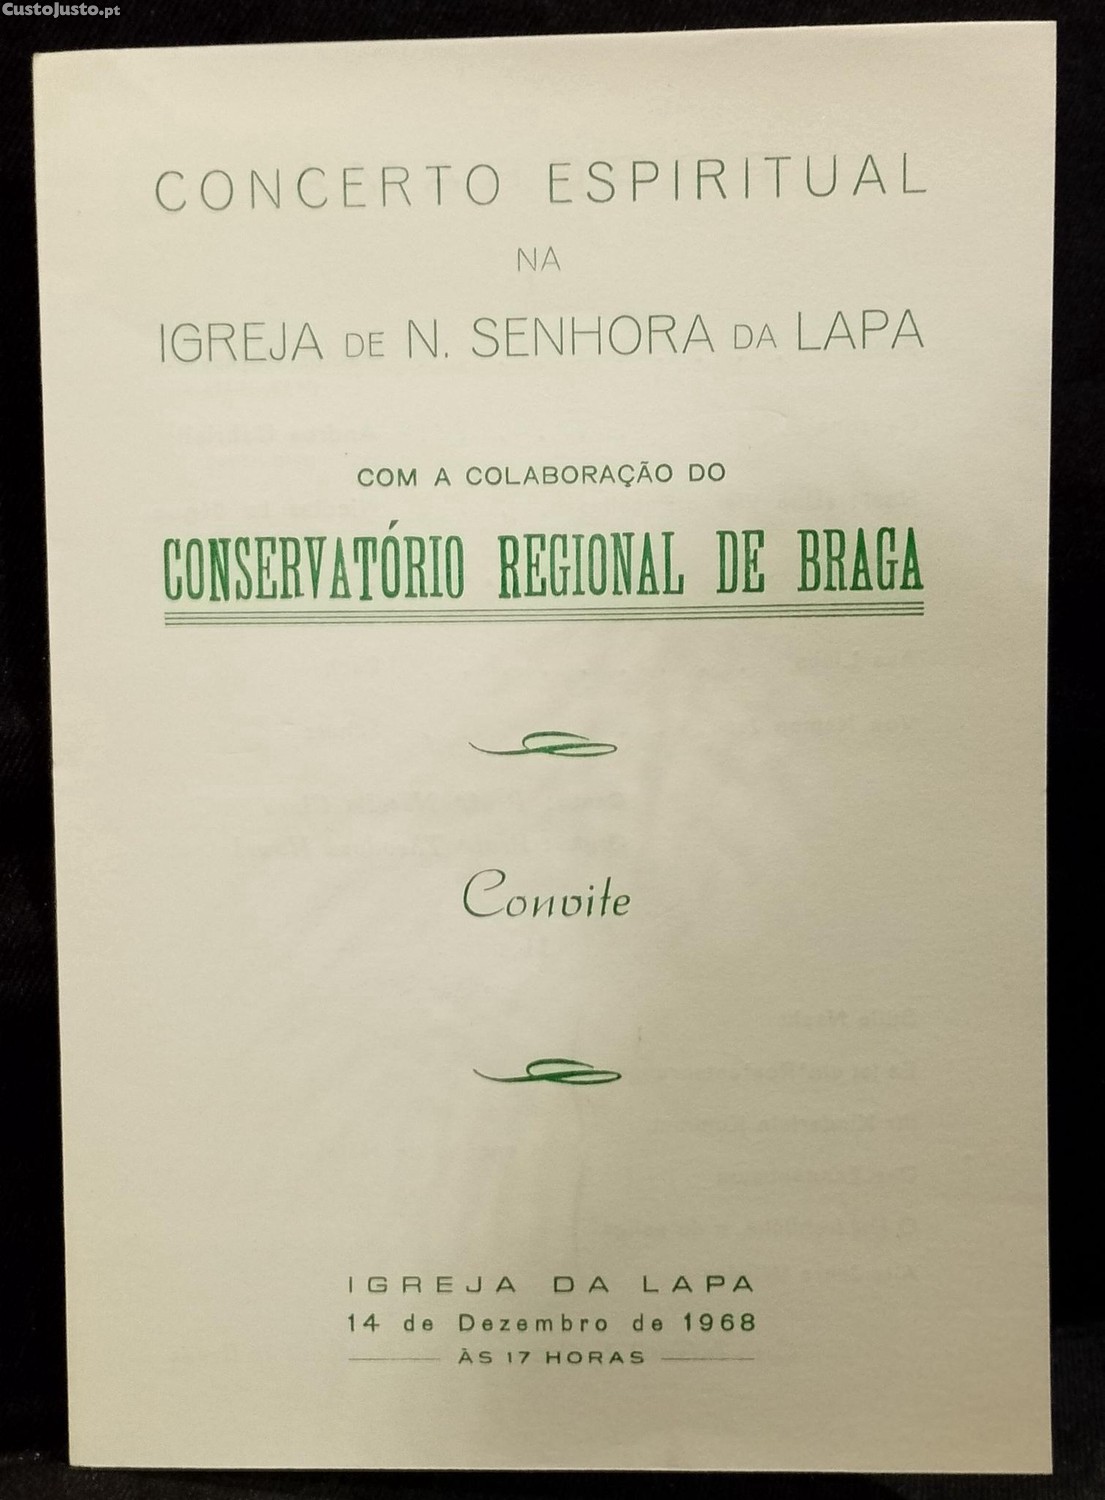 CustoJusto.pt
CONCERTO ESPIRITUAL
NA
IGREJA DE N. SENHORA DA LAPA
COM A COLABORAÇÃO DO
CONSERVATÓRIO REGIONAL DE BRAGA
Convite
IGREJA DA LAPA
14 de Dezembro de 1968
ÀS 17 HORAS